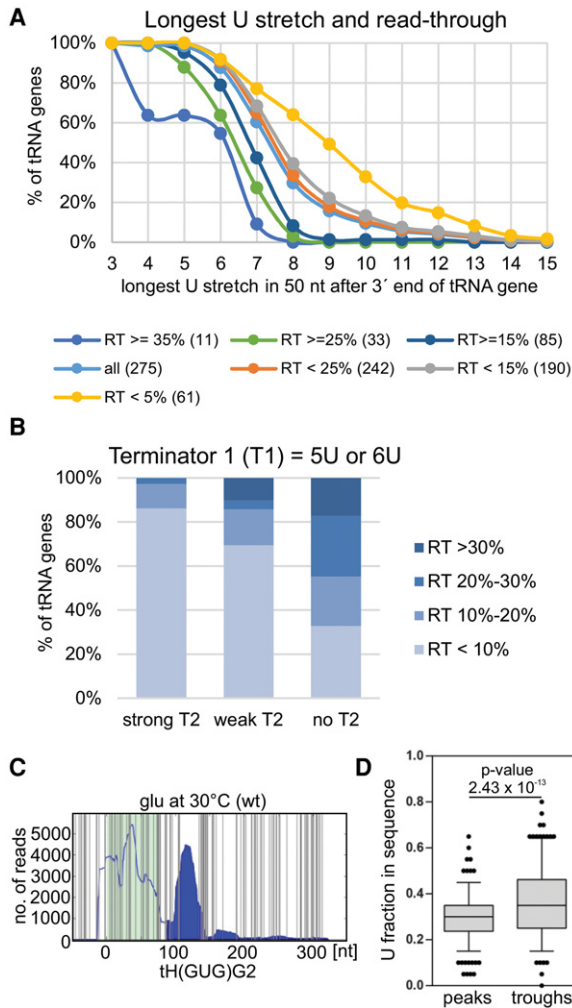 A
Longest U stretch and read-through
% of tRNA genes
100%
80%
60%
40%
20%
0%
3 4 5 6 7 8 9 10 11 12 13 14 15
longest U stretch in 50 nt after 3´ end of tRNA gene
RT >= 35% (11) RT >=25% (33) RT>=15% (85)
all (275) RT < 25% (242) RT < 15% (190)
RT < 5% (61)
B
Terminator 1 (T1) = 5U or 6U
% of tRNA genes
100%
80%
60%
40%
20%
0%
strong T2 weak T2 no T2
RT >30%
RT 20%-30%
RT 10%-20%
RT < 10%
C
glu at 30°C (wt)
no. of reads
5000
4000
3000
2000
1000
0
0 100 200 300 [nt]
tH(GUG)G2
D
p-value
2.43 x 10-13
U fraction in sequence
1.0
0.8
0.6
0.4
0.2
0.0
peaks troughs